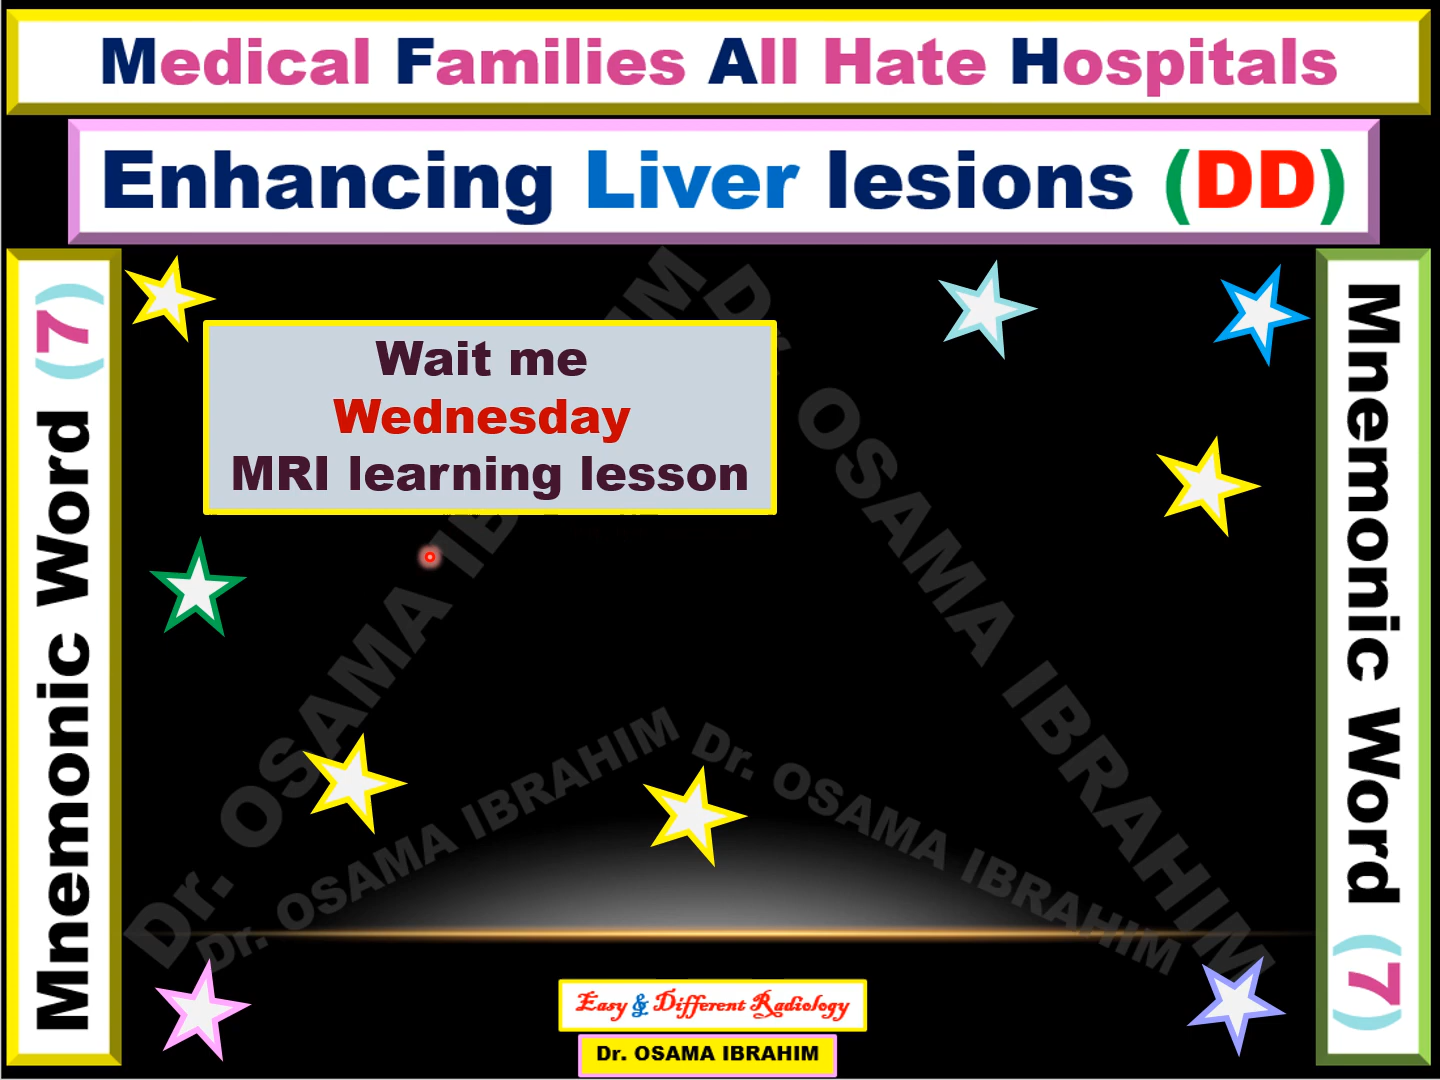 Medical Families All Hate Hospitals
Enhancing Liver lesions (DD)
Mnemonic Word (7)
Wait me
Wednesday
MRI learning lesson
Mnemonic Word (7)
Dr. OSAMA IBRAHIM
Dr. OSAMA IBRAHIM
Dr. OSAMA IBRAHIM
Dr. OSAMA IBRAHIM
Easy & Different Radiology
Dr. OSAMA IBRAHIM